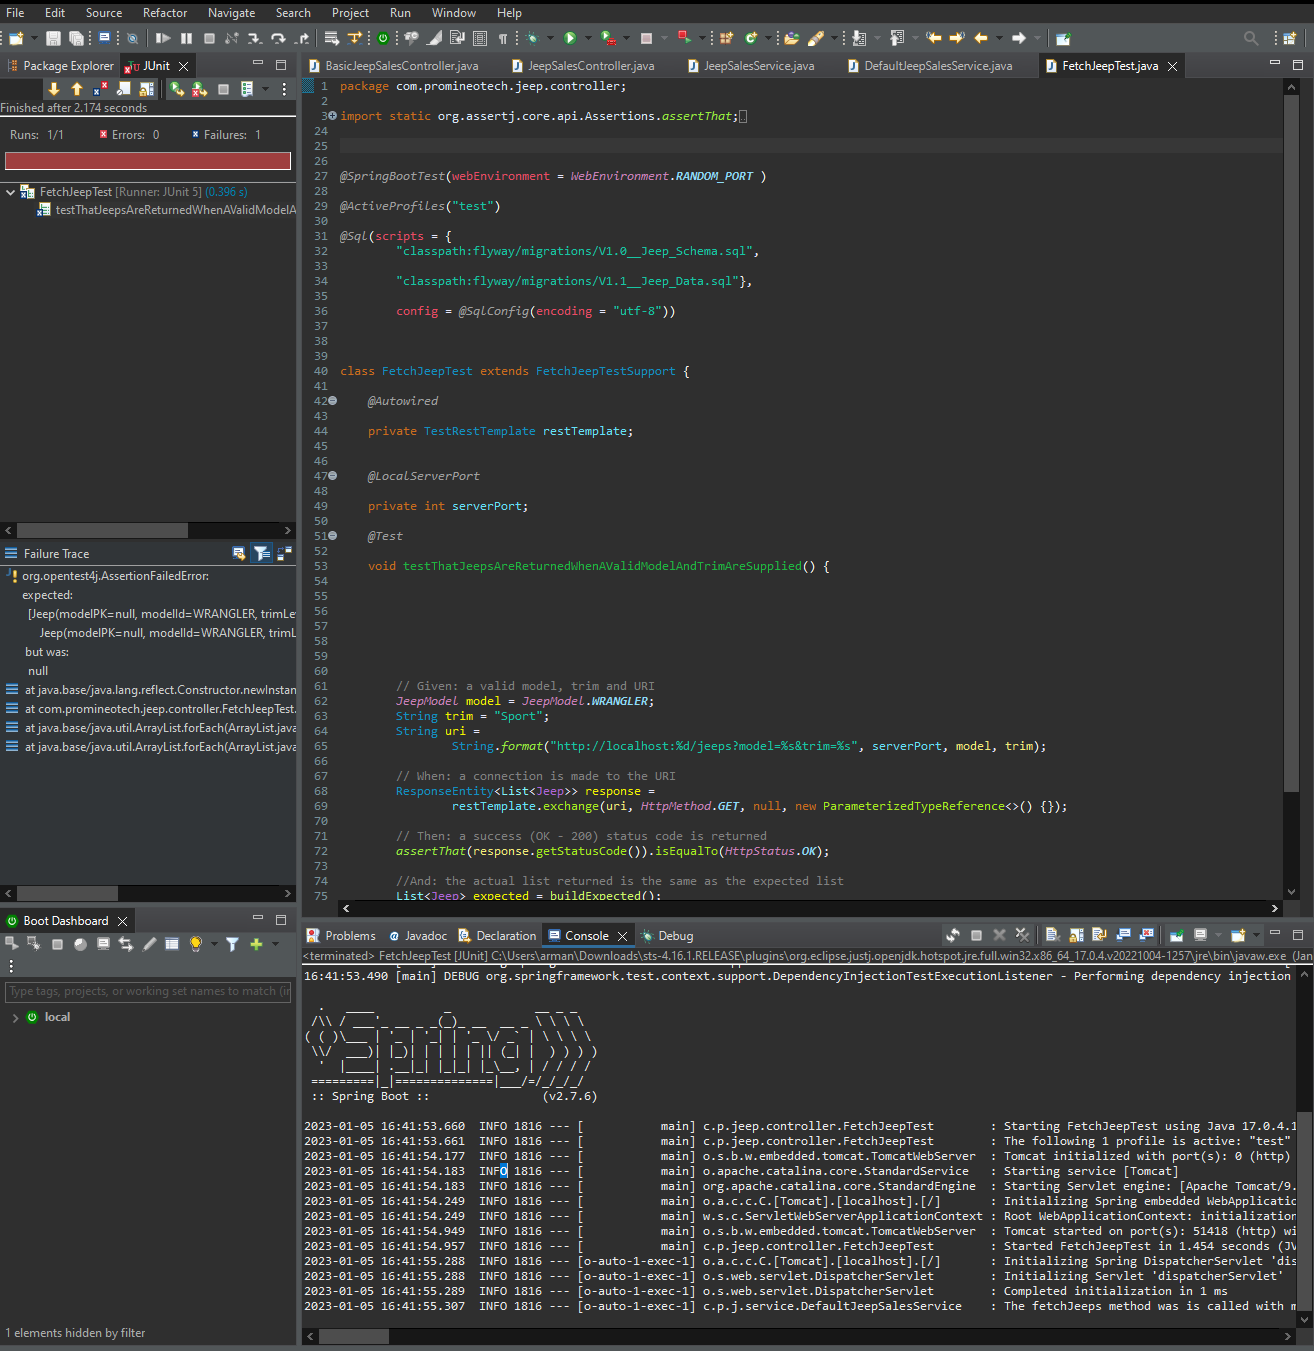 File Edit Source Refactor Navigate Search Project Run Window Help
Package Explorer JUnit
Finished after 2.174 seconds
Runs: 1/1 Errors: 0 Failures: 1
FetchJeepTest [Runner: JUnit 5] (0.396 s)
testThatJeepsAreReturnedWhenAValidModelA
Failure Trace
org.opentest4j.AssertionFailedError:
expected:
[Jeep(modelPK=null, modelId=WRANGLER, trimLe
Jeep(modelPK=null, modelId=WRANGLER, trimL
but was:
null
at java.base/java.lang.reflect.Constructor.newInstan
at com.promineotech.jeep.controller.FetchJeepTest.
at java.base/java.util.ArrayList.forEach(ArrayList.java
at java.base/java.util.ArrayList.forEach(ArrayList.java
Boot Dashboard
Type tags, projects, or working set names to match (in
local
1 elements hidden by filter
BasicJeepSalesController.java JeepSalesController.java JeepSalesService.java DefaultJeepSalesService.java FetchJeepTest.java
1 package com.promineotech.jeep.controller;
2
3 import static org.assertj.core.api.Assertions.assertThat;
24
25
26
27 @SpringBootTest(webEnvironment = WebEnvironment.RANDOM_PORT )
28
29 @ActiveProfiles("test")
30
31 @Sql(scripts = {
32 "classpath:flyway/migrations/V1.0__Jeep_Schema.sql",
33
34 "classpath:flyway/migrations/V1.1__Jeep_Data.sql"},
35
36 config = @SqlConfig(encoding = "utf-8"))
37
38
39
40 class FetchJeepTest extends FetchJeepTestSupport {
41
42 @Autowired
43
44 private TestRestTemplate restTemplate;
45
46
47 @LocalServerPort
48
49 private int serverPort;
50
51 @Test
52
53 void testThatJeepsAreReturnedWhenAValidModelAndTrimAreSupplied() {
54
55
56
57
58
59
60
61 // Given: a valid model, trim and URI
62 JeepModel model = JeepModel.WRANGLER;
63 String trim = "Sport";
64 String uri =
65 String.format("http://localhost:%d/jeeps?model=%s&trim=%s", serverPort, model, trim);
66
67 // When: a connection is made to the URI
68 ResponseEntity<List<Jeep>> response =
69 restTemplate.exchange(uri, HttpMethod.GET, null, new ParameterizedTypeReference<>() {});
70
71 // Then: a success (OK - 200) status code is returned
72 assertThat(response.getStatusCode()).isEqualTo(HttpStatus.OK);
73
74 //And: the actual list returned is the same as the expected list
75 List<Jeep> expected = buildExpected();
Problems Javadoc Declaration Console Debug
<terminated> FetchJeepTest [JUnit] C:\Users\arman\Downloads\sts-4.16.1.RELEASE\plugins\org.eclipse.justj.openjdk.hotspot.jre.full.win32.x86_64_17.0.4.v20221004-1257\jre\bin\javaw.exe (Jan
16:41:53.490 [main] DEBUG org.springframework.test.context.support.DependencyInjectionTestExecutionListener - Performing dependency injection
:: Spring Boot :: (v2.7.6)
2023-01-05 16:41:53.660 INFO 1816 --- [ main] c.p.jeep.controller.FetchJeepTest : Starting FetchJeepTest using Java 17.0.4.1
2023-01-05 16:41:53.661 INFO 1816 --- [ main] c.p.jeep.controller.FetchJeepTest : The following 1 profile is active: "test"
2023-01-05 16:41:54.177 INFO 1816 --- [ main] o.s.b.w.embedded.tomcat.TomcatWebServer : Tomcat initialized with port(s): 0 (http)
2023-01-05 16:41:54.183 INFO 1816 --- [ main] o.apache.catalina.core.StandardService : Starting service [Tomcat]
2023-01-05 16:41:54.183 INFO 1816 --- [ main] org.apache.catalina.core.StandardEngine : Starting Servlet engine: [Apache Tomcat/9.
2023-01-05 16:41:54.249 INFO 1816 --- [ main] o.a.c.c.C.[Tomcat].[localhost].[/] : Initializing Spring embedded WebApplicatio
2023-01-05 16:41:54.249 INFO 1816 --- [ main] w.s.c.ServletWebServerApplicationContext : Root WebApplicationContext: initialization
2023-01-05 16:41:54.949 INFO 1816 --- [ main] o.s.b.w.embedded.tomcat.TomcatWebServer : Tomcat started on port(s): 51418 (http) wi
2023-01-05 16:41:54.957 INFO 1816 --- [ main] c.p.jeep.controller.FetchJeepTest : Started FetchJeepTest in 1.454 seconds (JV
2023-01-05 16:41:55.288 INFO 1816 --- [o-auto-1-exec-1] o.a.c.c.C.[Tomcat].[localhost].[/] : Initializing Spring DispatcherServlet 'dis
2023-01-05 16:41:55.288 INFO 1816 --- [o-auto-1-exec-1] o.s.web.servlet.DispatcherServlet : Initializing Servlet 'dispatcherServlet'
2023-01-05 16:41:55.289 INFO 1816 --- [o-auto-1-exec-1] o.s.web.servlet.DispatcherServlet : Completed initialization in 1 ms
2023-01-05 16:41:55.307 INFO 1816 --- [o-auto-1-exec-1] c.p.j.service.DefaultJeepSalesService : The fetchJeeps method was is called with m